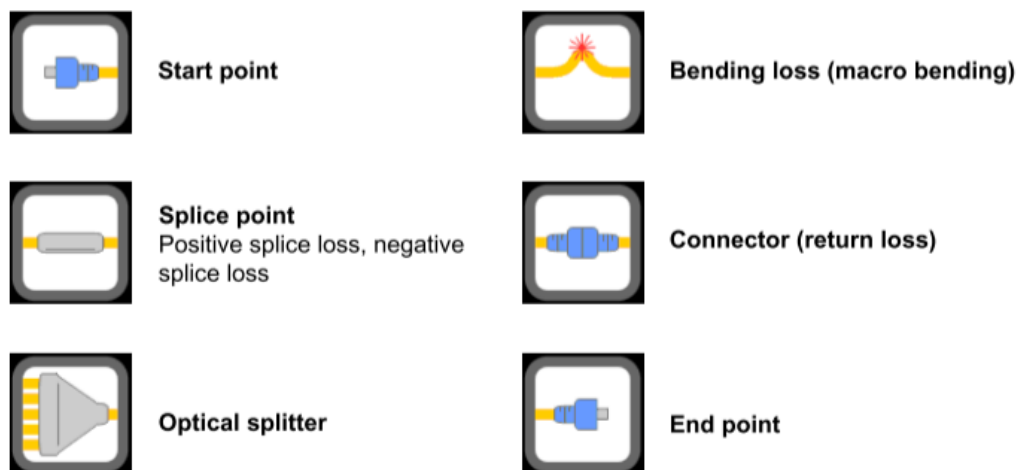 Start point
Bending loss (macro bending)
Splice point
Positive splice loss, negative
splice loss
Connector (return loss)
Optical splitter
End point